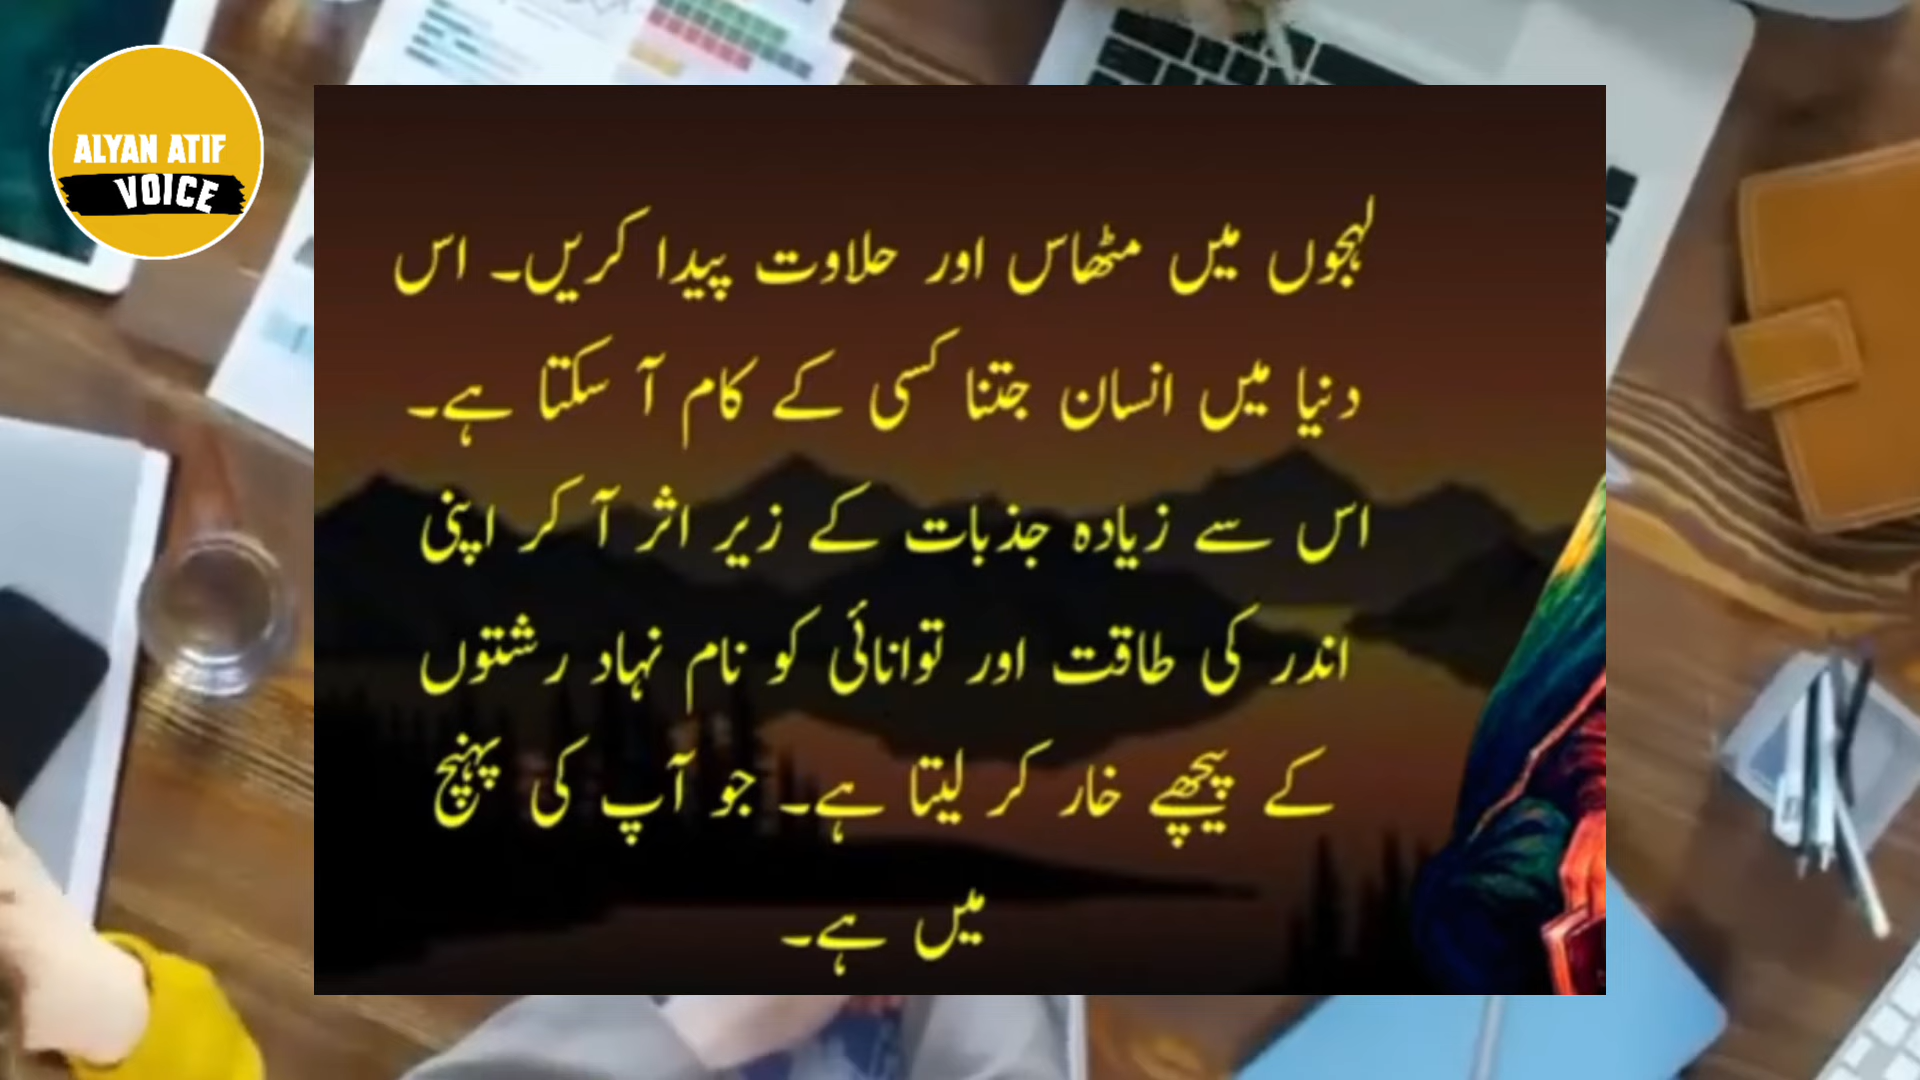 ALYAN ATIF
VOICE
لہجوں میں مٹھاس اور حلاوت پیدا کریں۔ اس
دنیا میں انسان جتنا کسی کے کام آ سکتا ہے۔
اس سے زیادہ جذبات کے زیر اثر آ کر اپنی
اندر کی طاقت اور توانائی کو نام نہاد رشتوں
کے پیچھے خار کر لیتا ہے۔ جو آپ کی پہنچ
میں ہے۔